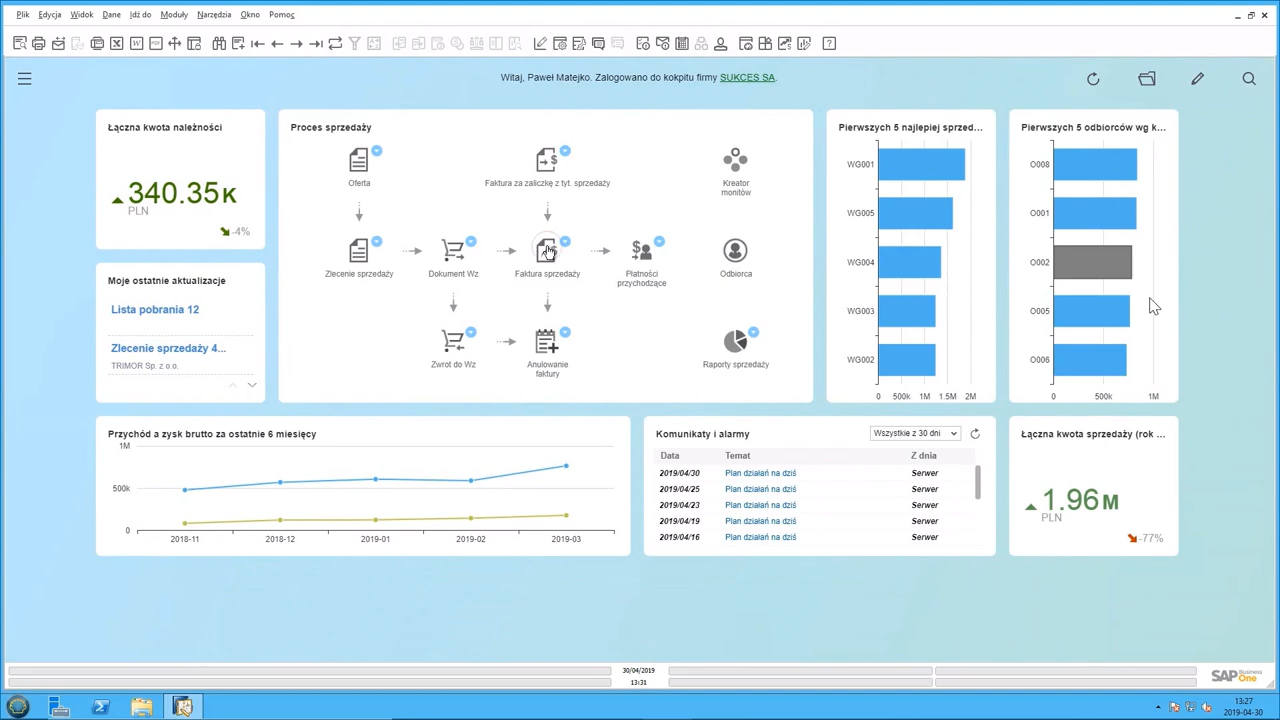 Plik Edycja Widok Dane Idź do Moduły Narzędzia Okno Pomoc
Witaj, Paweł Matejko. Zalogowano do kokpitu firmy SUKCES SA.
Łączna kwota należności
340.35K
PLN
-4%
Moje ostatnie aktualizacje
Lista pobrania 12
Zlecenie sprzedaży 4...
TRIMOR Sp. z o.o.
Proces sprzedaży
Oferta
Faktura za zaliczkę z tyt. sprzedaży
Kreator
monitów
Zlecenie sprzedaży
Dokument Wz
Faktura sprzedaży
Płatności
przychodzące
Odbiorca
Zwrot do Wz
Anulowanie
faktury
Raporty sprzedaży
Pierwszych 5 najlepiej sprzed...
WG001
WG005
WG004
WG003
WG002
0 500k 1M 1.5M 2M
Pierwszych 5 odbiorców wg k...
O008
O001
O002
O005
O006
0 500k 1M
Przychód a zysk brutto za ostatnie 6 miesięcy
1M
500k
0
2018-11 2018-12 2019-01 2019-02 2019-03
Komunikaty i alarmy
Wszystkie z 30 dni
Data Temat Z dnia
2019/04/30 Plan działań na dziś Serwer
2019/04/25 Plan działań na dziś Serwer
2019/04/23 Plan działań na dziś Serwer
2019/04/19 Plan działań na dziś Serwer
2019/04/16 Plan działań na dziś Serwer
Łączna kwota sprzedaży (rok ...
1.96M
PLN
-77%
30/04/2019
13:31
SAP Business One
13:27
2019-04-30